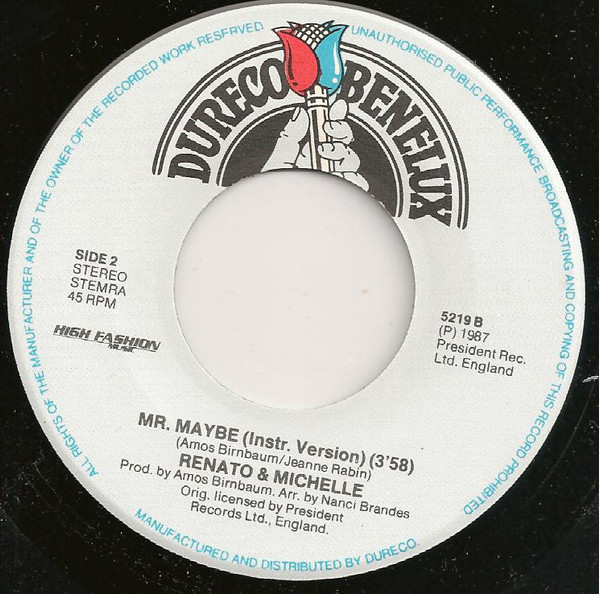 DURECO BENELUX
ALL RIGHTS OF THE MANUFACTURER AND OF THE OWNER OF THE RECORDED WORK RESERVED
UNAUTHORISED PUBLIC PERFORMANCE BROADCASTING AND COPYING OF THIS RECORD PROHIBITED
SIDE 2
STEREO
STEMRA
45 RPM
HIGH FASHION
MUSIC
5219 B
(P) 1987
President Rec.
Ltd. England
MR. MAYBE (Instr. Version) (3'58)
(Amos Birnbaum/Jeanne Rabin)
RENATO & MICHELLE
Prod. by Amos Birnbaum. Arr. by Nanci Brandes
Orig. licensed by President
Records Ltd., England.
MANUFACTURED AND DISTRIBUTED BY DURECO.